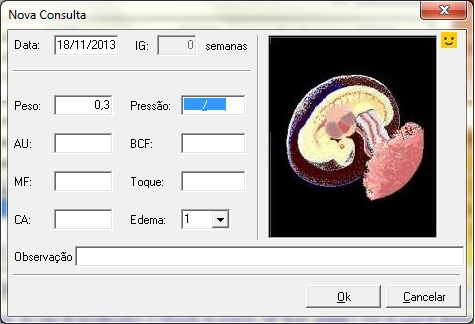 Nova Consulta
Data: 18/11/2013 IG: 0 semanas
Peso: 0,3 Pressão: /
AU: BCF:
MF: Toque:
CA: Edema: 1
Observação
Ok Cancelar